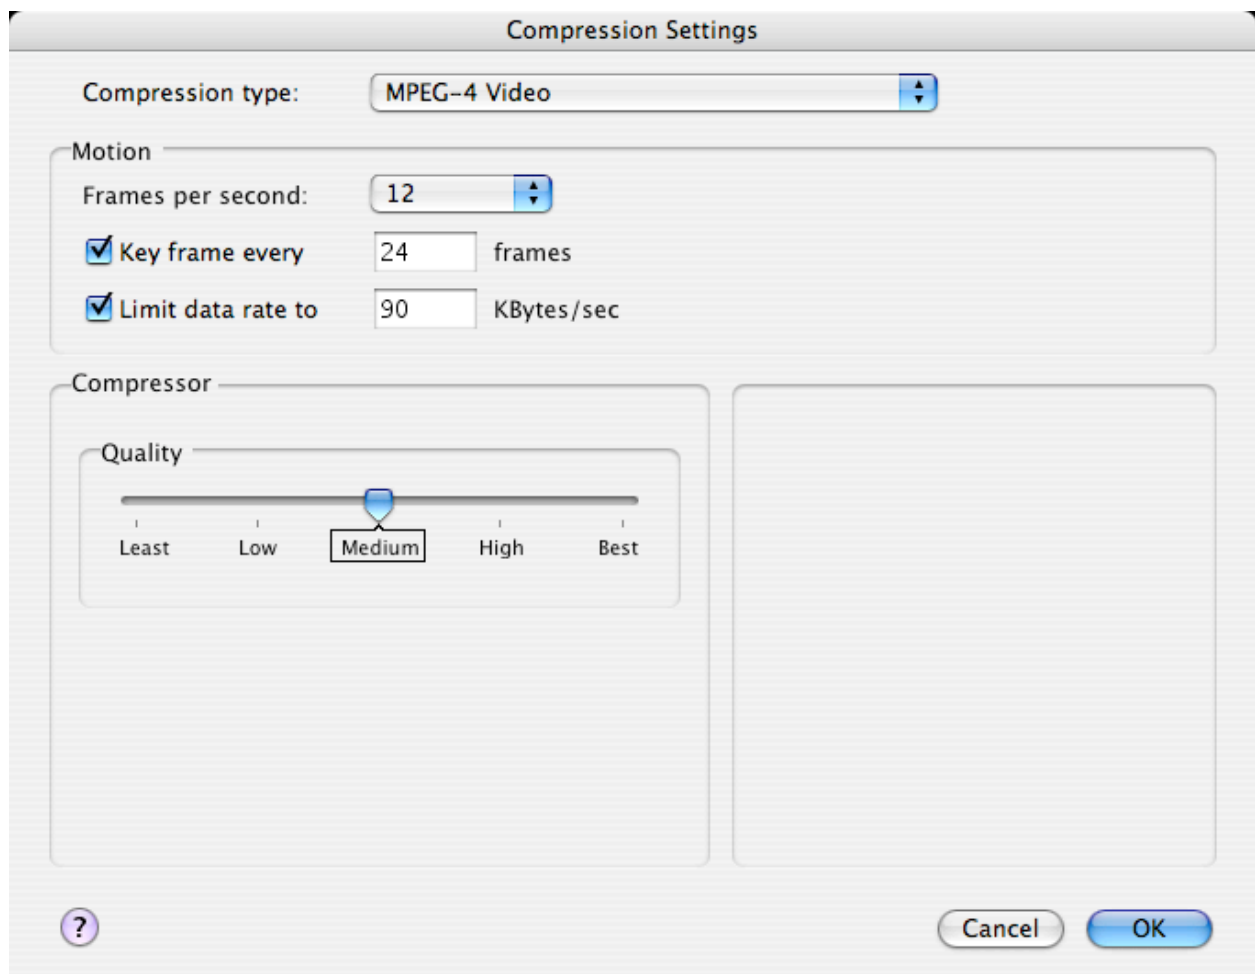 Compression Settings
Compression type: MPEG-4 Video
Motion
Frames per second: 12
Key frame every 24 frames
Limit data rate to 90 KBytes/sec
Compressor
Quality
Least Low Medium High Best
? Cancel OK